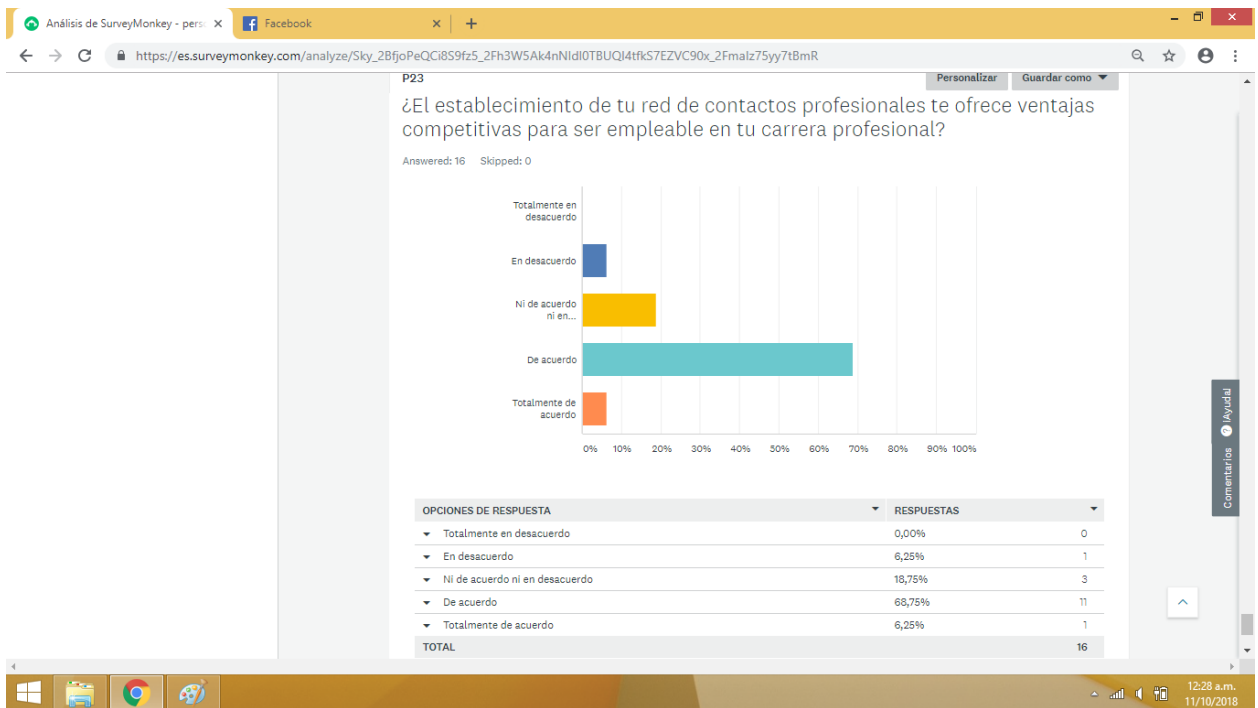 Análisis de SurveyMonkey - pers
Facebook
https://es.surveymonkey.com/analyze/Sky_2BfjoPeQCi8S9fz5_2Fh3W5Ak4nNIdI0TBUQI4tfkS7EZVC90x_2Fmalz75yy7tBmR
P23
Personalizar
Guardar como
¿El establecimiento de tu red de contactos profesionales te ofrece ventajas
competitivas para ser empleable en tu carrera profesional?
Answered: 16 Skipped: 0
Totalmente en
desacuerdo
En desacuerdo
Ni de acuerdo
ni en...
De acuerdo
Totalmente de
acuerdo
0% 10% 20% 30% 40% 50% 60% 70% 80% 90% 100%
OPCIONES DE RESPUESTA RESPUESTAS
Totalmente en desacuerdo 0,00% 0
En desacuerdo 6,25% 1
Ni de acuerdo ni en desacuerdo 18,75% 3
De acuerdo 68,75% 11
Totalmente de acuerdo 6,25% 1
TOTAL 16
Comentarios ? ¡Ayuda!
12:28 a.m.
11/10/2018